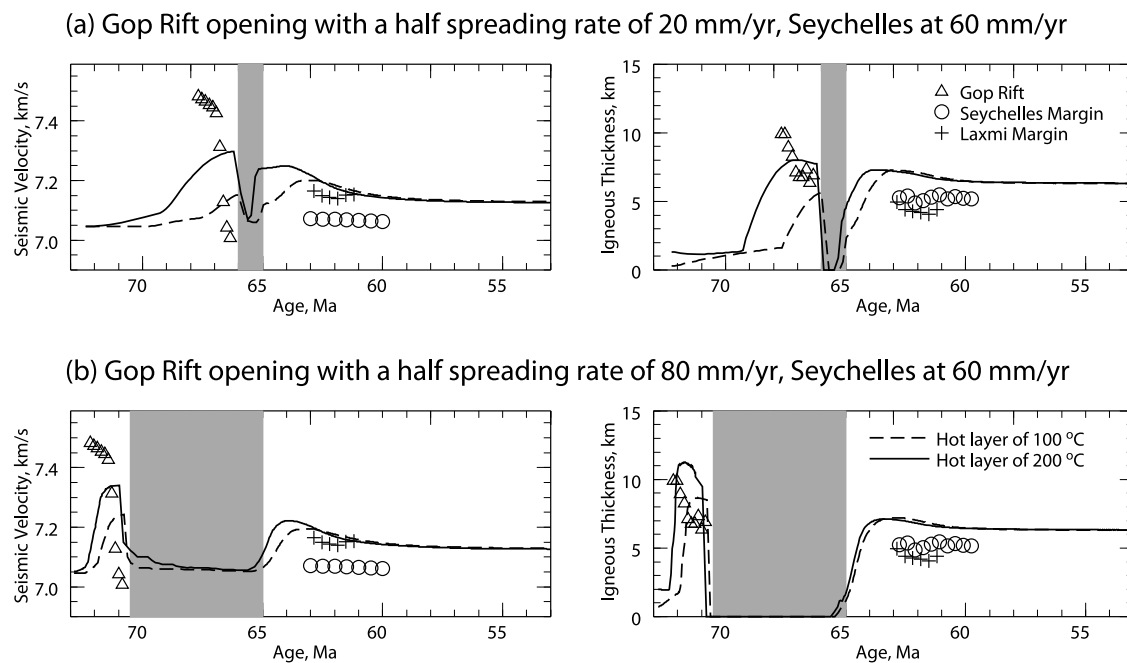 (a) Gop Rift opening with a half spreading rate of 20 mm/yr, Seychelles at 60 mm/yr
Seismic Velocity, km/s
7.4
7.2
7.0
70
65
60
55
Age, Ma
Igneous Thickness, km
15
10
5
0
Gop Rift
Seychelles Margin
Laxmi Margin
70
65
60
55
Age, Ma
(b) Gop Rift opening with a half spreading rate of 80 mm/yr, Seychelles at 60 mm/yr
Seismic Velocity, km/s
7.4
7.2
7.0
70
65
60
55
Age, Ma
Igneous Thickness, km
15
10
5
0
Hot layer of 100 °C
Hot layer of 200 °C
70
65
60
55
Age, Ma